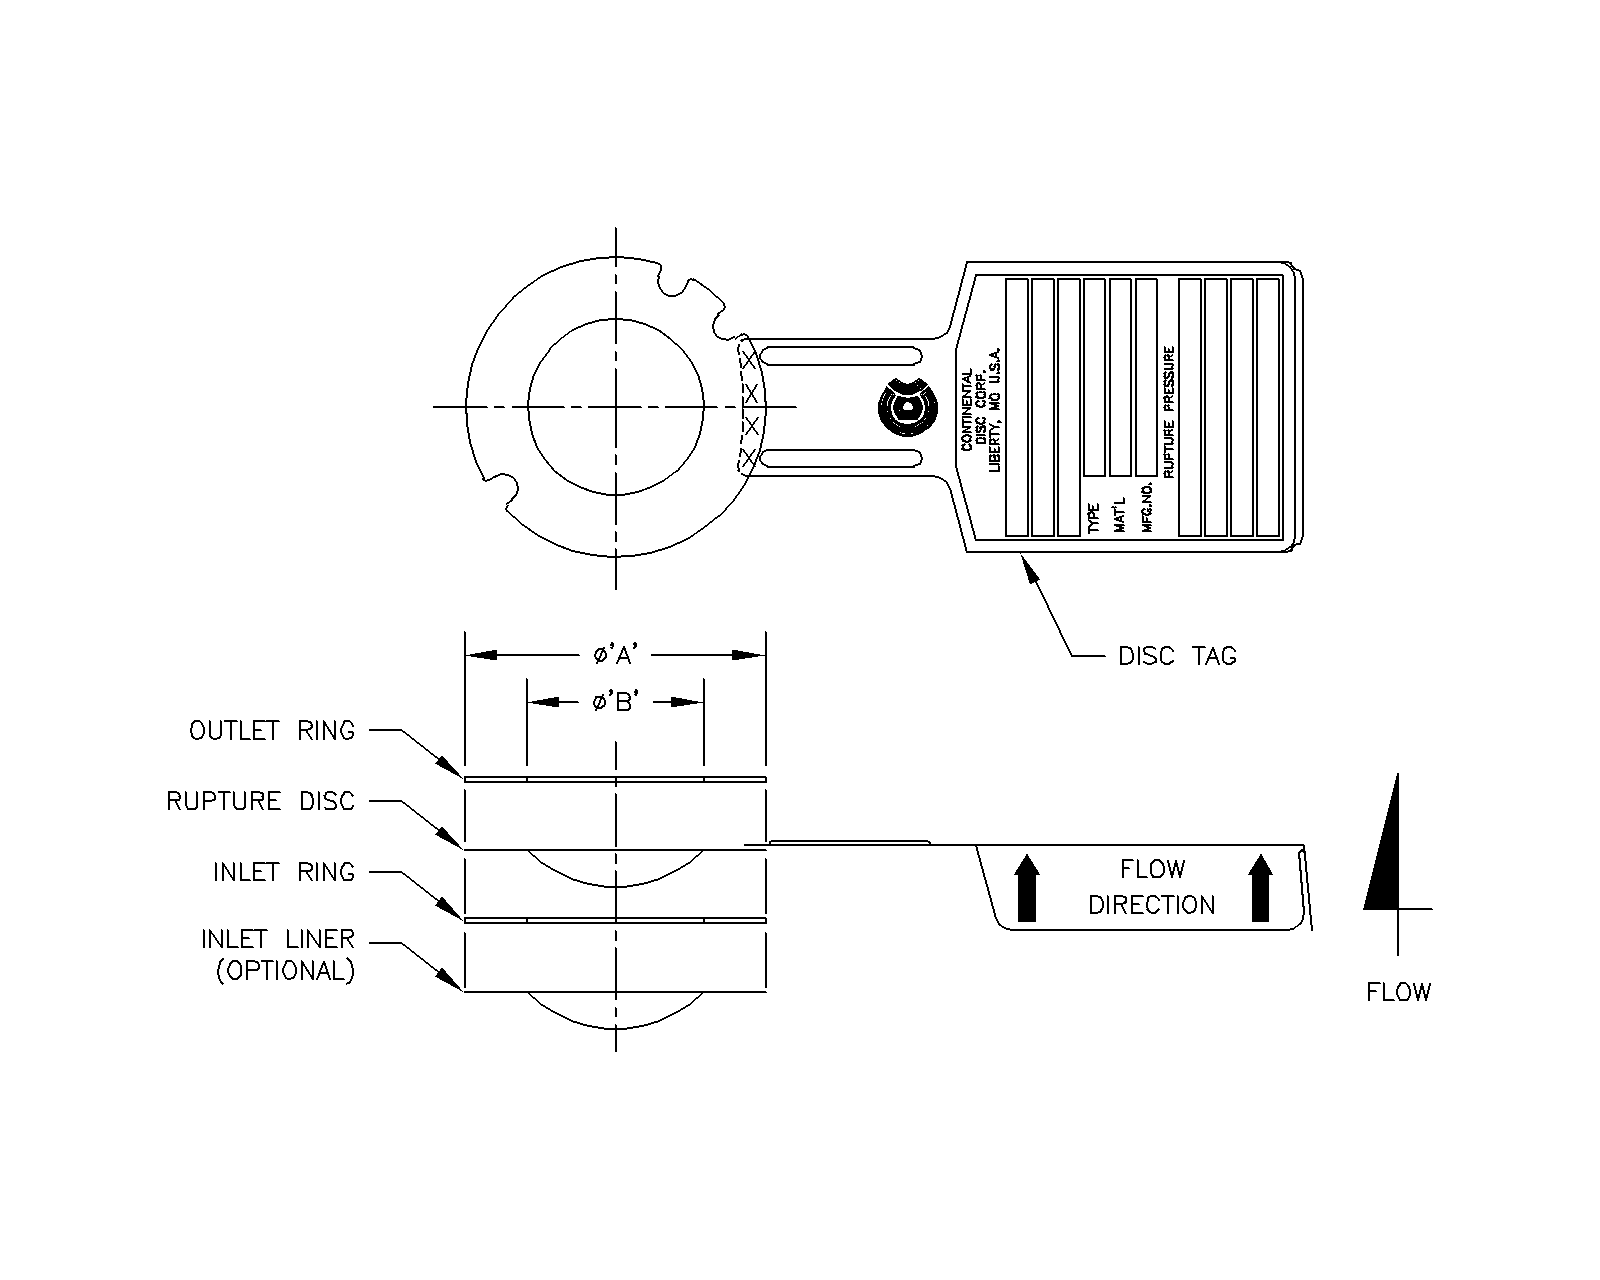 CONTINENTAL
DISC CORP.
LIBERTY, MO U.S.A.
TYPE
MAT'L
MFG.NO.
RUPTURE PRESSURE
DISC TAG
ø'A'
ø'B'
OUTLET RING
RUPTURE DISC
INLET RING
INLET LINER
(OPTIONAL)
FLOW
DIRECTION
FLOW